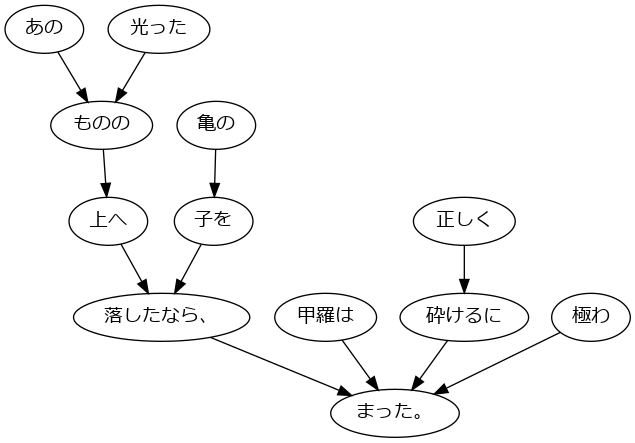 あの 光った
ものの 亀の
上へ 子を 正しく
落したなら、 甲羅は 砕けるに 極わ
まった。